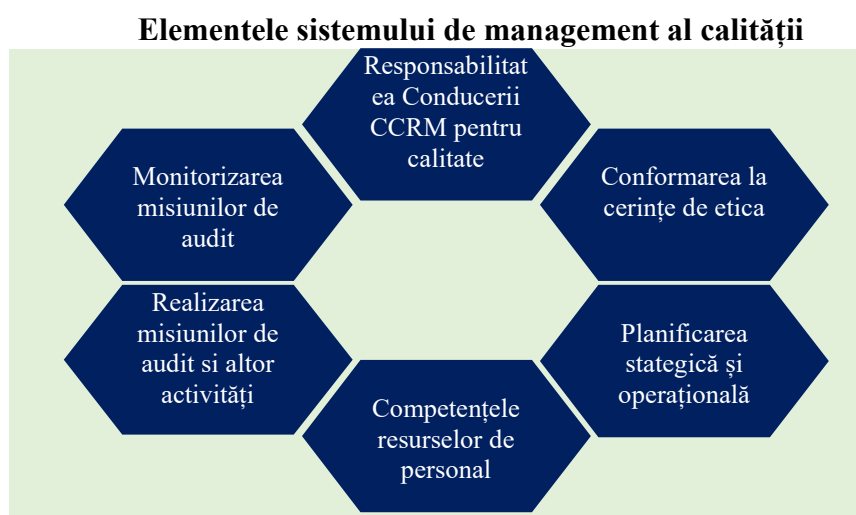 Elementele sistemului de management al calității
Responsabilitat
ea Conducerii
CCRM pentru
calitate
Conformarea la
cerințe de etica
Planificarea
stategică și
operațională
Competențele
resurselor de
personal
Realizarea
misiunilor de
audit si altor
activități
Monitorizarea
misiunilor de
audit